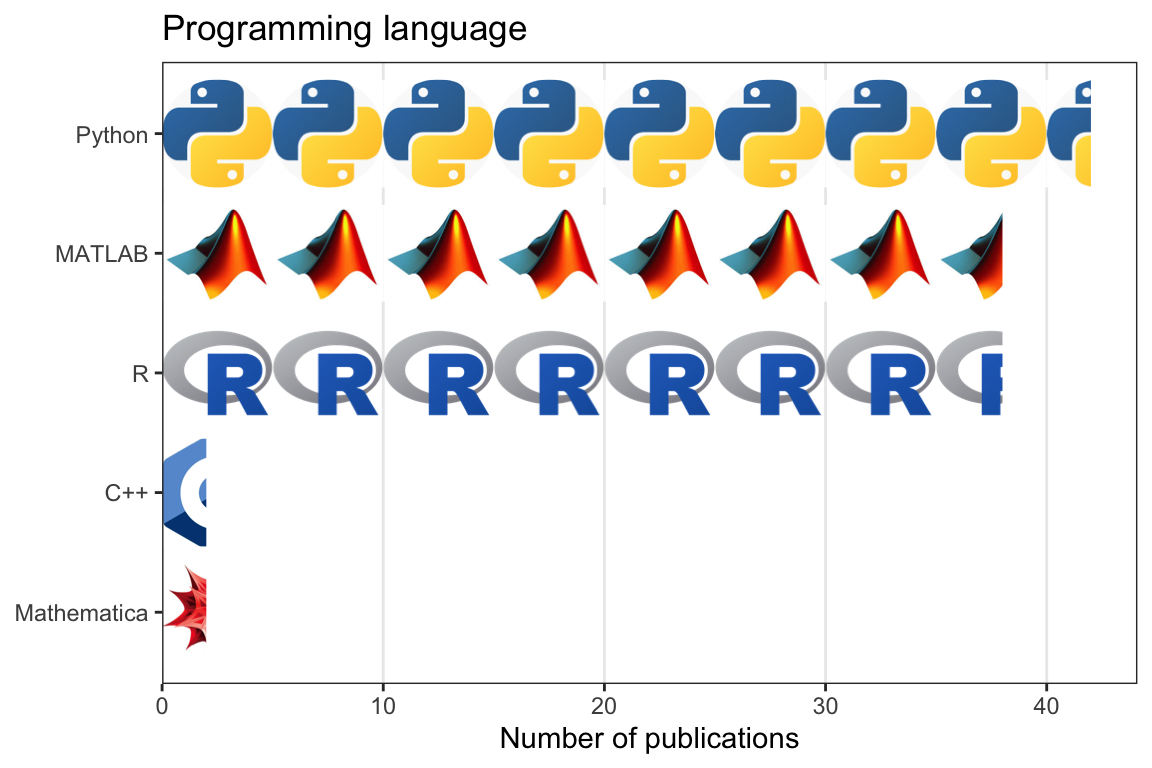 Programming language
Python
MATLAB
R
R R R R R R R R
C++
C
Mathematica
0 10 20 30 40
Number of publications